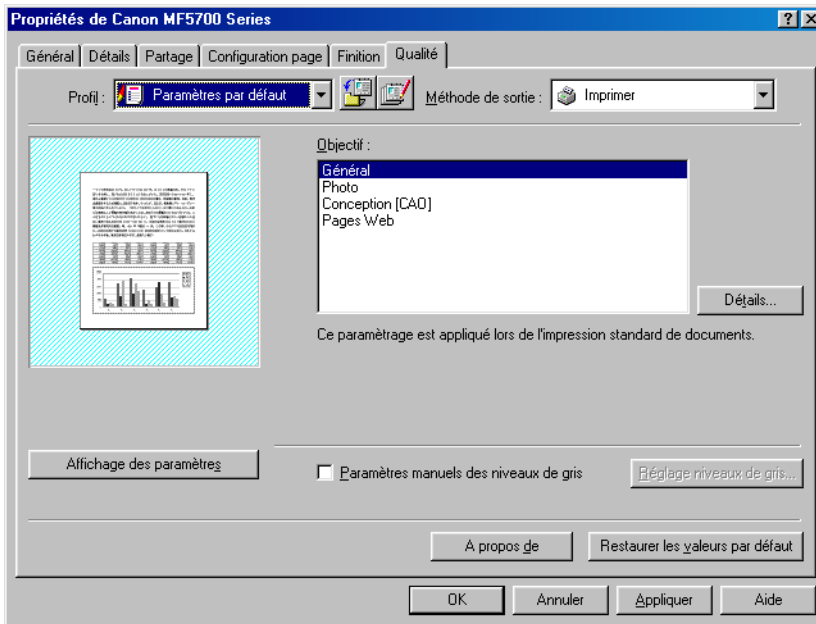 Propriétés de Canon MF5700 Series
Général Détails Partage Configuration page Finition Qualité
Profil : Paramètres par défaut Méthode de sortie : Imprimer
Objectif :
Général
Photo
Conception [CAO]
Pages Web
Détails...
Ce paramètrage est appliqué lors de l'impression standard de documents.
Affichage des paramètres
Paramètres manuels des niveaux de gris Réglage niveaux de gris...
A propos de Restaurer les valeurs par défaut
OK Annuler Appliquer Aide